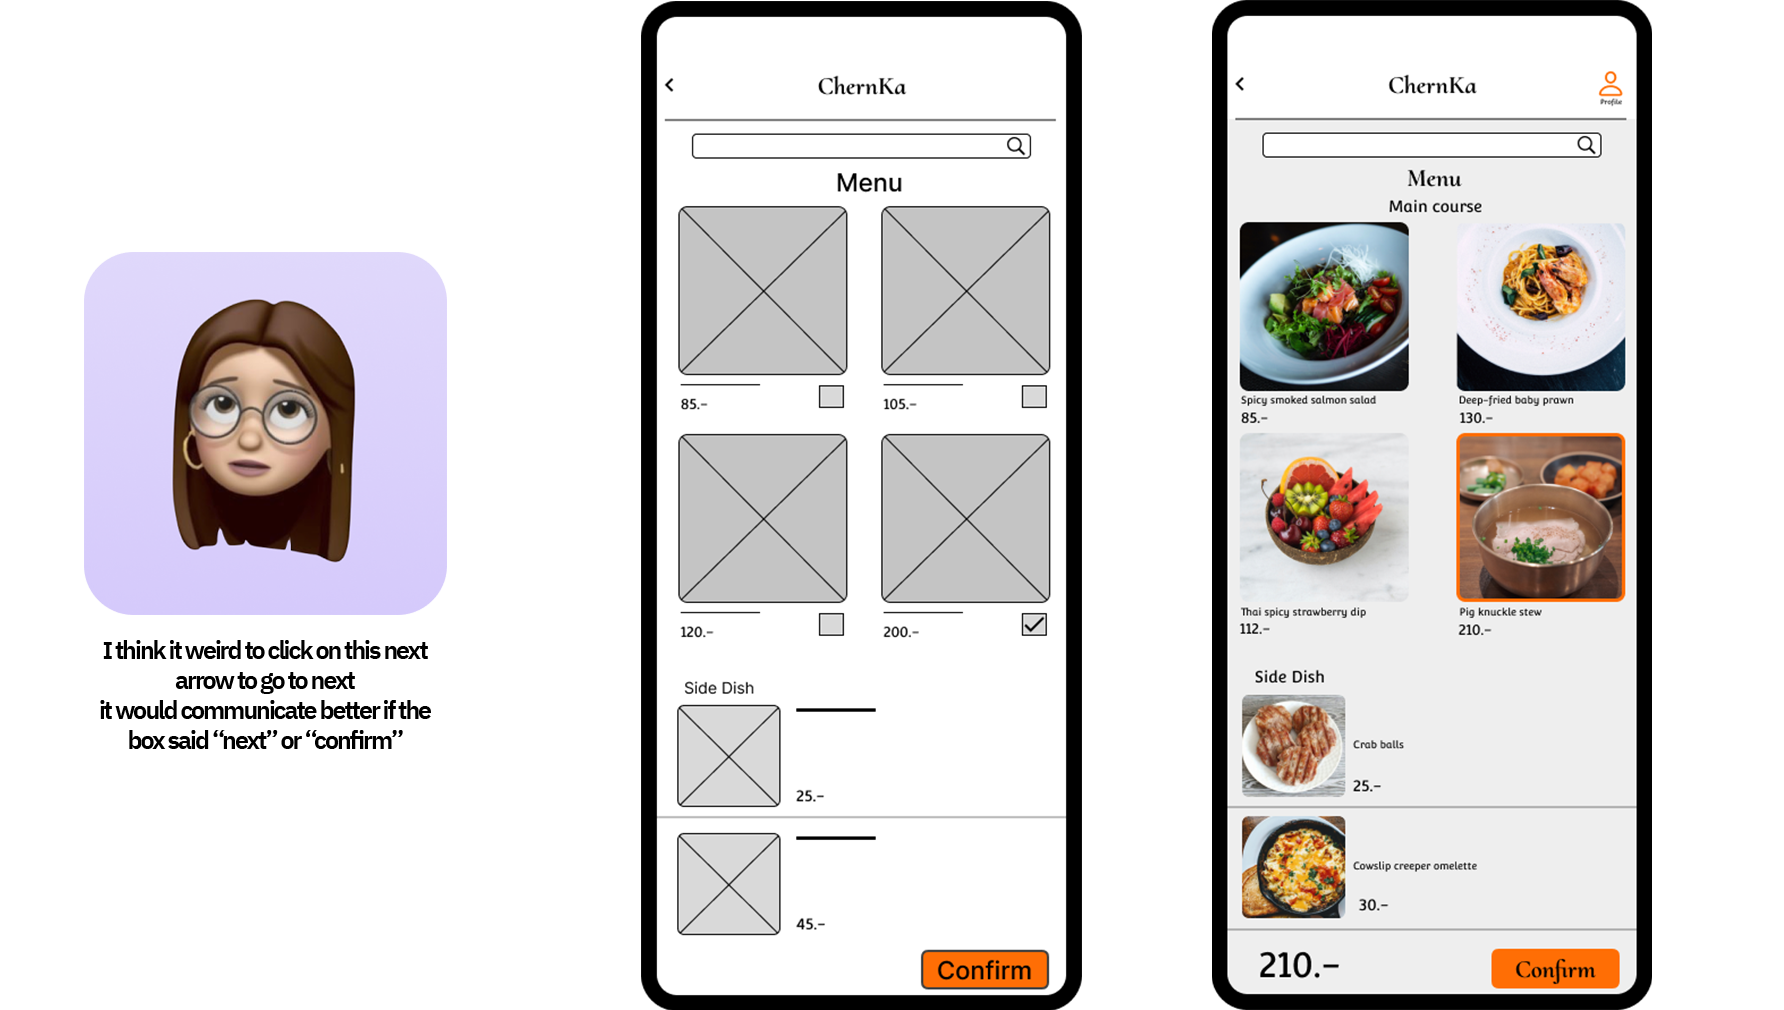 I think it weird to click on this next
arrow to go to next
it would communicate better if the
box said “next” or “confirm”
ChernKa
Menu
85.-
105.-
120.-
200.-
Side Dish
25.-
45.-
Confirm
ChernKa
Profile
Menu
Main course
Spicy smoked salmon salad
85.-
Deep-fried baby prawn
130.-
Thai spicy strawberry dip
112.-
Pig knuckle stew
210.-
Side Dish
Crab balls
25.-
Cowslip creeper omelette
30.-
210.-
Confirm